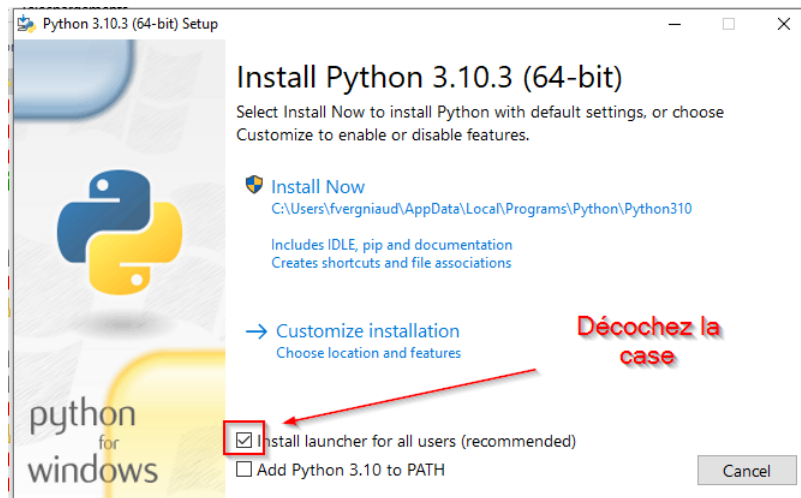 Python 3.10.3 (64-bit) Setup
Install Python 3.10.3 (64-bit)
Select Install Now to install Python with default settings, or choose
Customize to enable or disable features.
Install Now
C:\Users\fvergniaud\AppData\Local\Programs\Python\Python310
Includes IDLE, pip and documentation
Creates shortcuts and file associations
Customize installation
Choose location and features
Décochez la
case
Install launcher for all users (recommended)
Add Python 3.10 to PATH
Cancel
python
for
windows